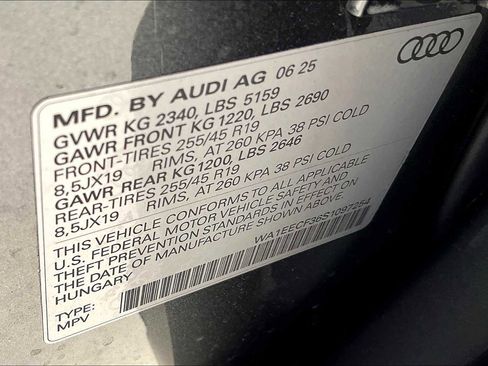 MFD. BY AUDI AG 06 25
GVWR KG 2340, LBS 5159
GAWR FRONT KG 1220, LBS 2690
FRONT-TIRES 255/45 R19
8,5JX19 RIMS, AT 260 KPA 38 PSI COLD
GAWR REAR KG 1200, LBS 2646
REAR-TIRES 255/45 R19
8,5JX19 RIMS, AT 260 KPA 38 PSI COLD
THIS VEHICLE CONFORMS TO ALL APPLICABLE
U.S. FEDERAL MOTOR VEHICLE SAFETY AND
THEFT PREVENTION STANDARDS IN EFFECT ON
THE DATE OF MANUFACTURE SHOWN ABOVE.
HUNGARY
WA1EECF36S1097254
TYPE:
MPV